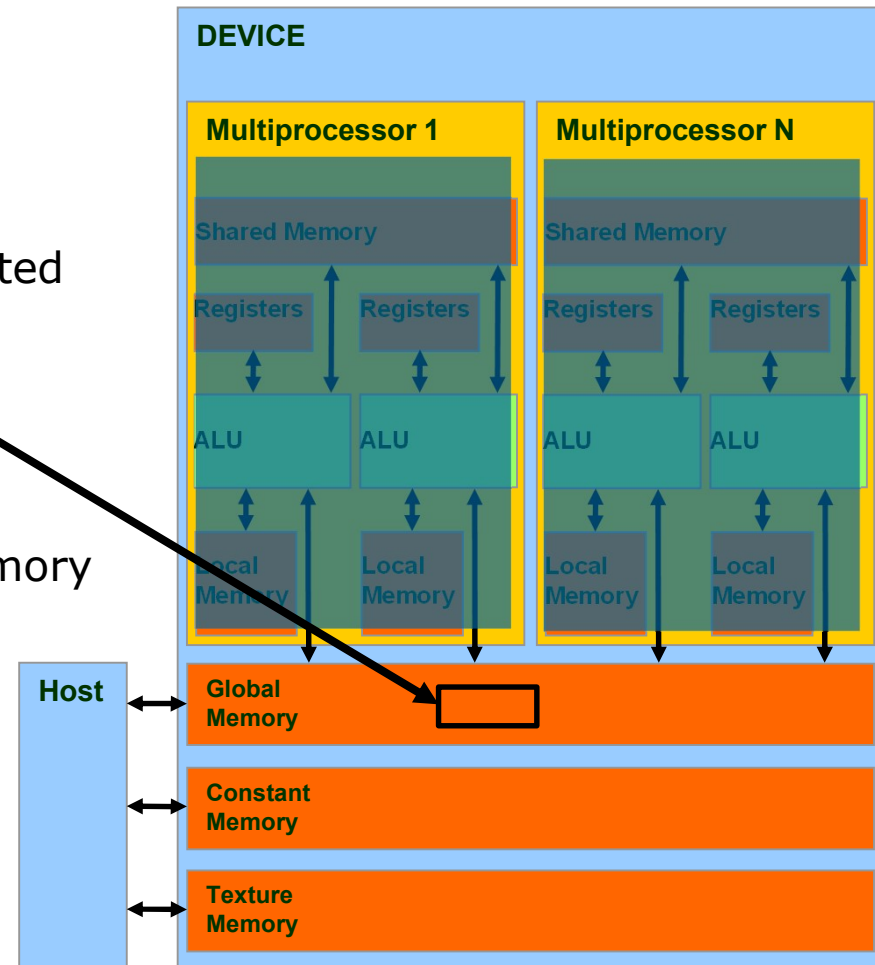 DEVICE
Multiprocessor 1
Multiprocessor N
Shared Memory
Shared Memory
ted
Registers
Registers
Registers
Registers
ALU
ALU
ALU
ALU
mory
Local
Memory
Local
Memory
Local
Memory
Local
Memory
Host
Global
Memory
Constant
Memory
Texture
Memory